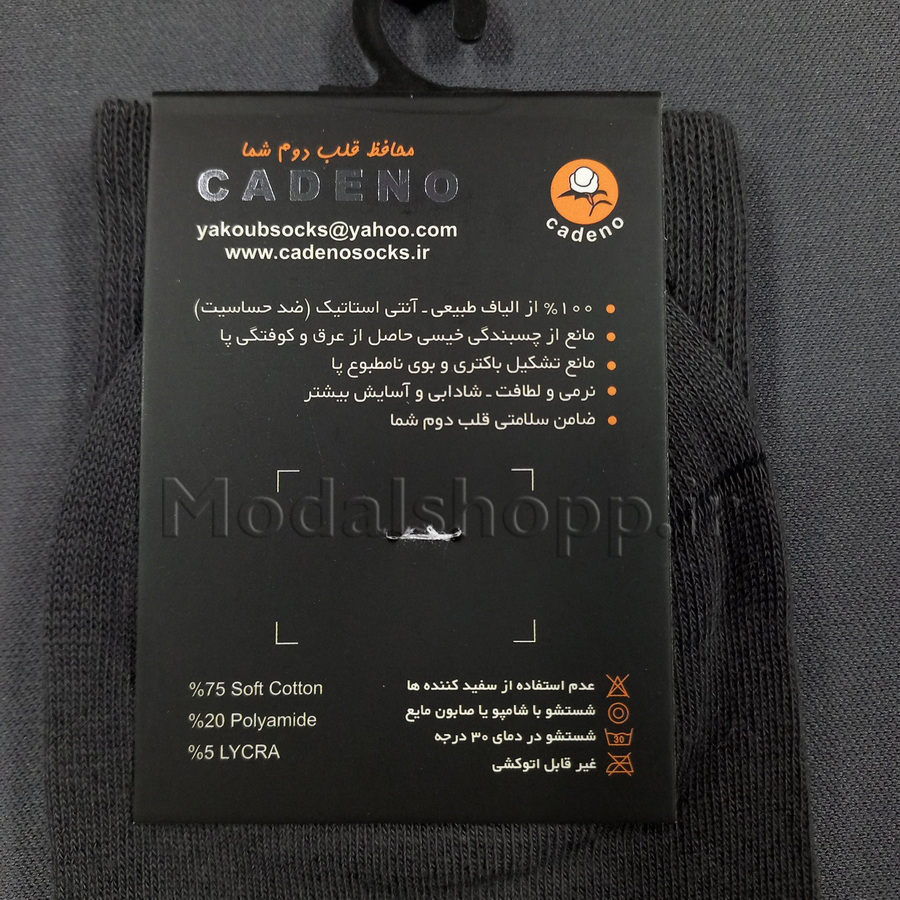 محافظ قلب دوم شما
CADENO
cadeno
yakoubsocks@yahoo.com
www.cadenosocks.ir
%۱۰۰ از الیاف طبیعی ـ آنتی استاتیک (ضد حساسیت)
مانع از چسبندگی خیسی حاصل از عرق و کوفتگی پا
مانع تشکیل باکتری و بوی نامطبوع پا
نرمی و لطافت ـ شادابی و آسایش بیشتر
ضامن سلامتی قلب دوم شما
Modalshopp.ir
%75 Soft Cotton
%20 Polyamide
%5 LYCRA
عدم استفاده از سفید کننده ها
شستشو با شامپو یا صابون مایع
شستشو در دمای ۳۰ درجه
30
غیر قابل اتوکشی